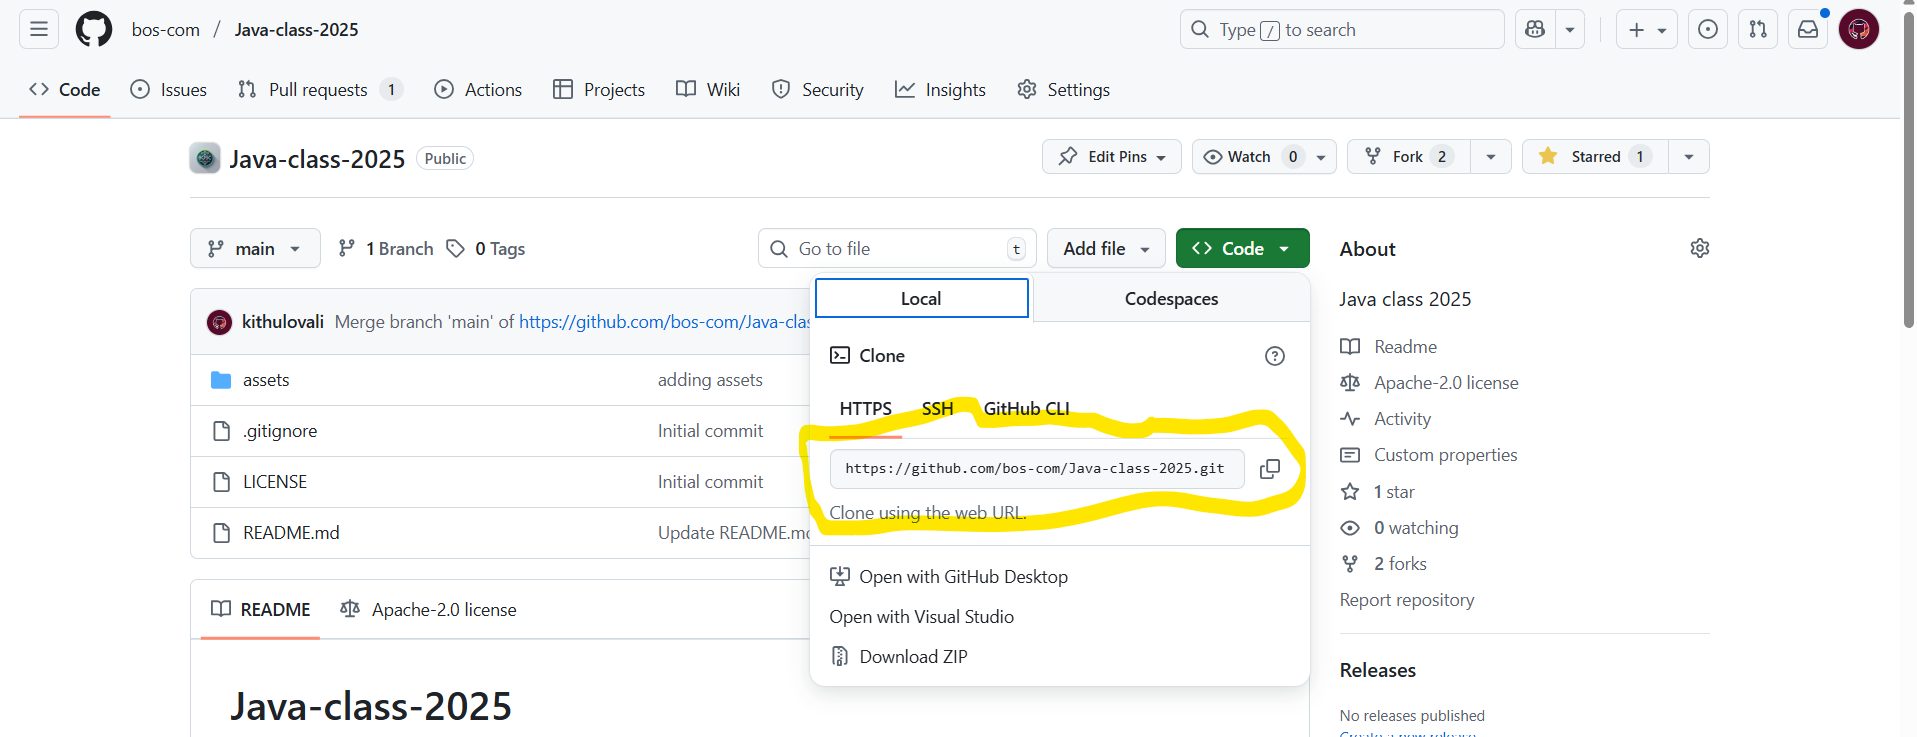 bos-com / Java-class-2025
Type / to search
Code
Issues
Pull requests 1
Actions
Projects
Wiki
Security
Insights
Settings
Java-class-2025 Public
Edit Pins
Watch 0
Fork 2
Starred 1
main
1 Branch
0 Tags
Go to file t
Add file
Code
kithulovali Merge branch 'main' of https://github.com/bos-com/Java-clas
assets adding assets
.gitignore Initial commit
LICENSE Initial commit
README.md Update README.md
README
Apache-2.0 license
Java-class-2025
Local
Codespaces
Clone
HTTPS SSH GitHub CLI
https://github.com/bos-com/Java-class-2025.git
Clone using the web URL.
Open with GitHub Desktop
Open with Visual Studio
Download ZIP
About
Java class 2025
Readme
Apache-2.0 license
Activity
Custom properties
1 star
0 watching
2 forks
Report repository
Releases
No releases published
Create a new release